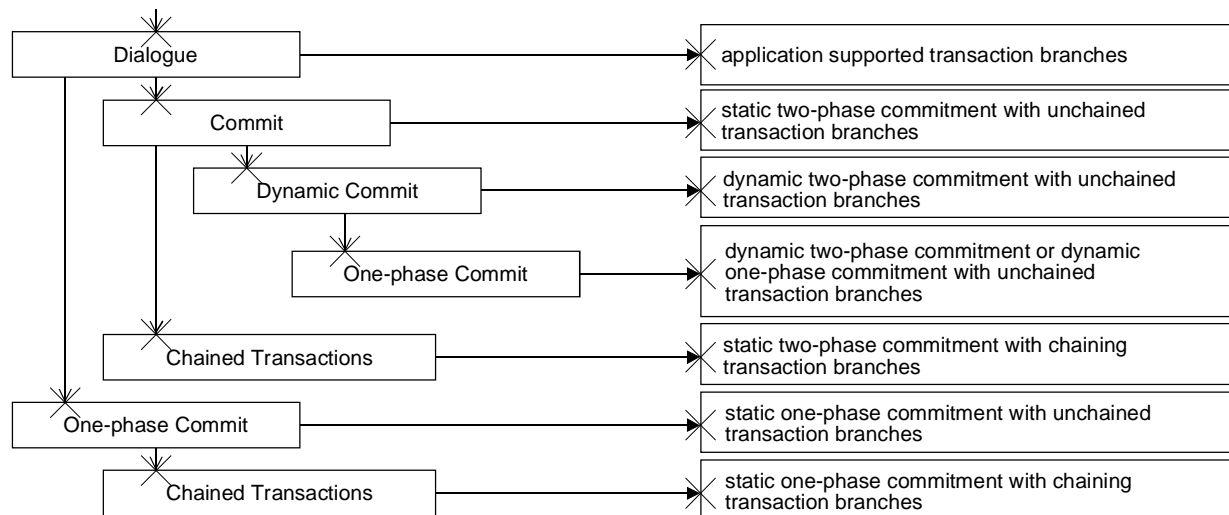 Dialogue
application supported transaction branches
Commit
static two-phase commitment with unchained
transaction branches
Dynamic Commit
dynamic two-phase commitment with unchained
transaction branches
One-phase Commit
dynamic two-phase commitment or dynamic
one-phase commitment with unchained
transaction branches
Chained Transactions
static two-phase commitment with chaining
transaction branches
One-phase Commit
static one-phase commitment with unchained
transaction branches
Chained Transactions
static one-phase commitment with chaining
transaction branches